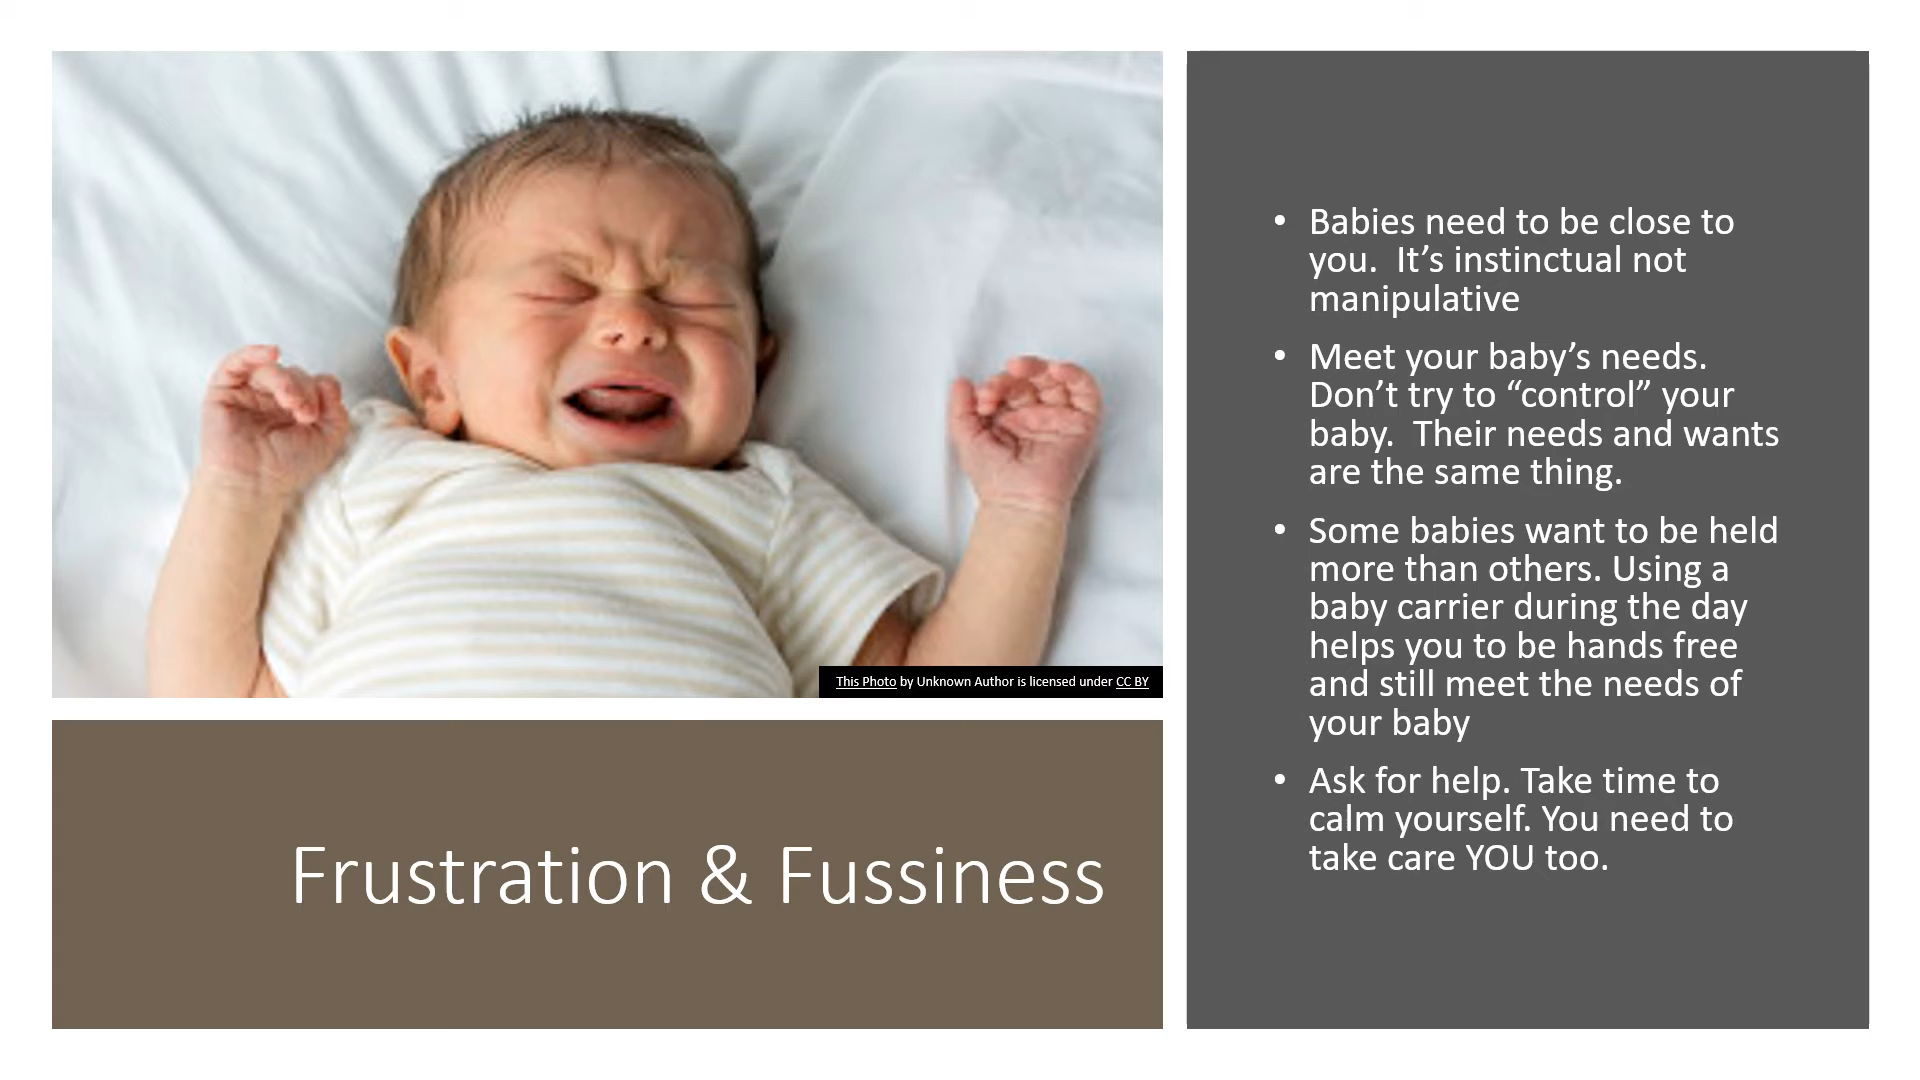 This Photo by Unknown Author is licensed under CC BY
Frustration & Fussiness
• Babies need to be close to
you.  It’s instinctual not
manipulative
• Meet your baby’s needs.
Don’t try to “control” your
baby.  Their needs and wants
are the same thing.
• Some babies want to be held
more than others. Using a
baby carrier during the day
helps you to be hands free
and still meet the needs of
your baby
• Ask for help. Take time to
calm yourself. You need to
take care YOU too.